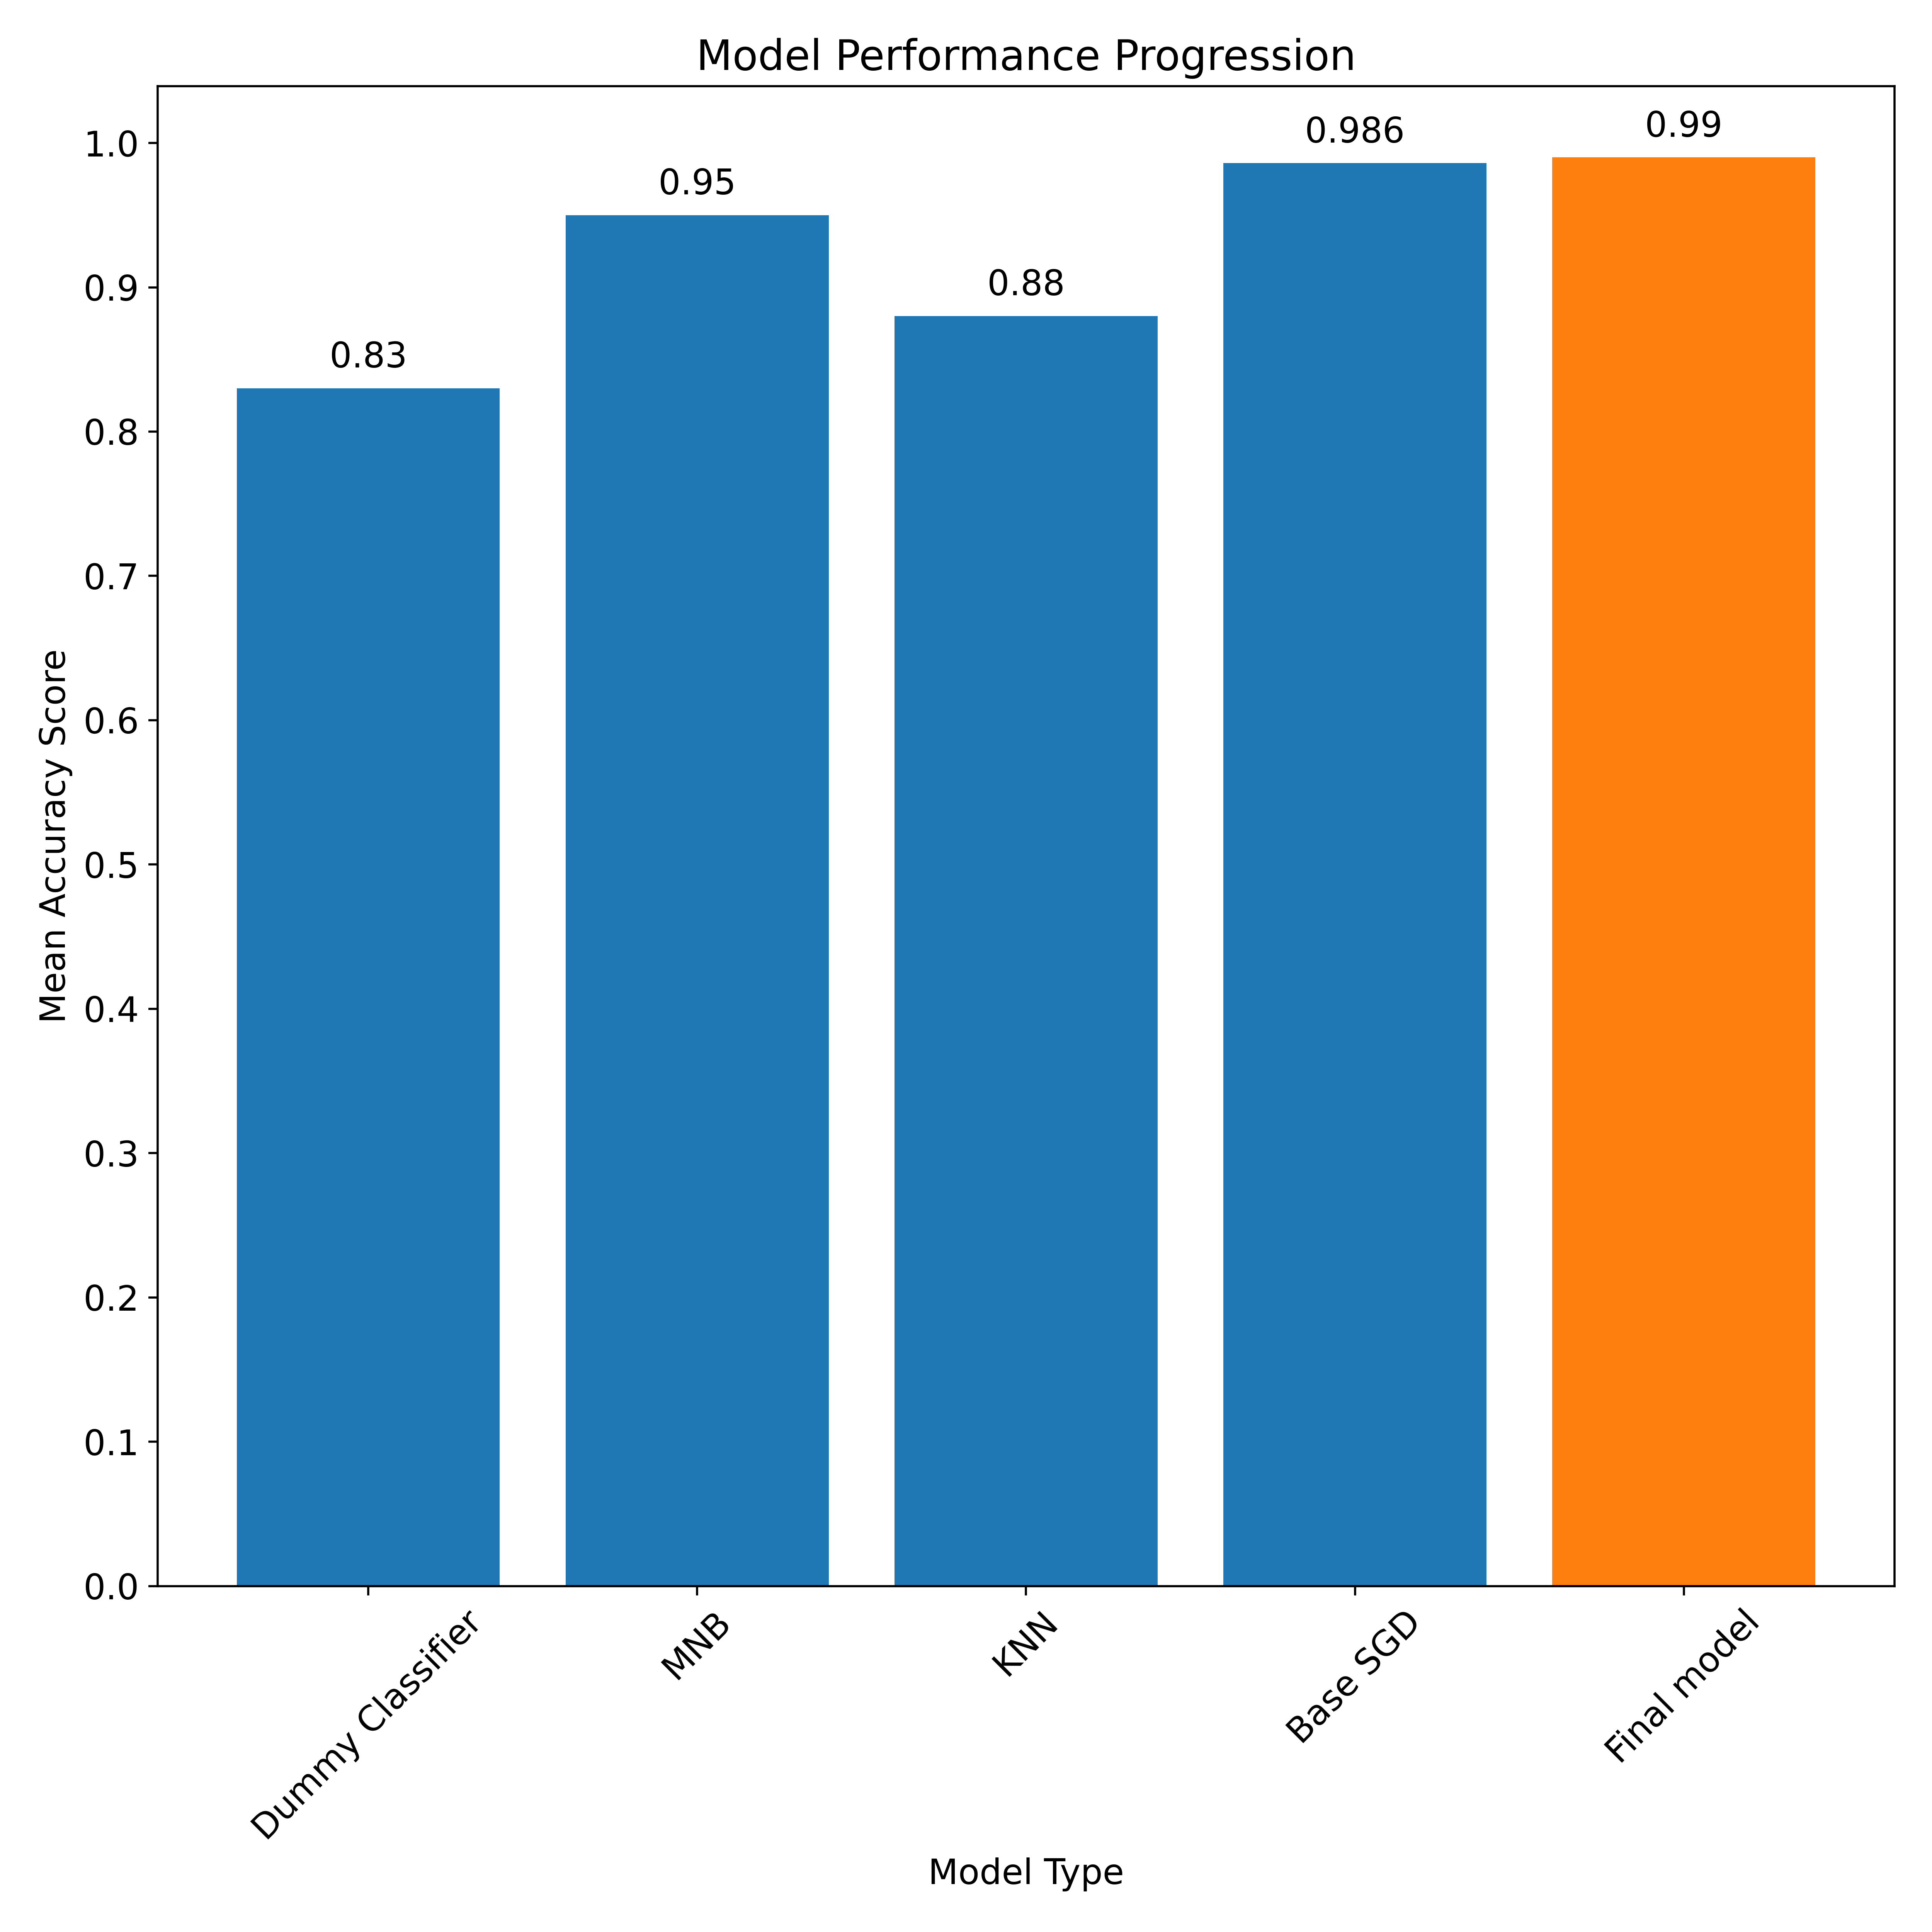 Model Performance Progression
Mean Accuracy Score
1.0
0.9
0.8
0.7
0.6
0.5
0.4
0.3
0.2
0.1
0.0
0.83
0.95
0.88
0.986
0.99
Dummy Classifier
MNB
KNN
Base SGD
Final model
Model Type